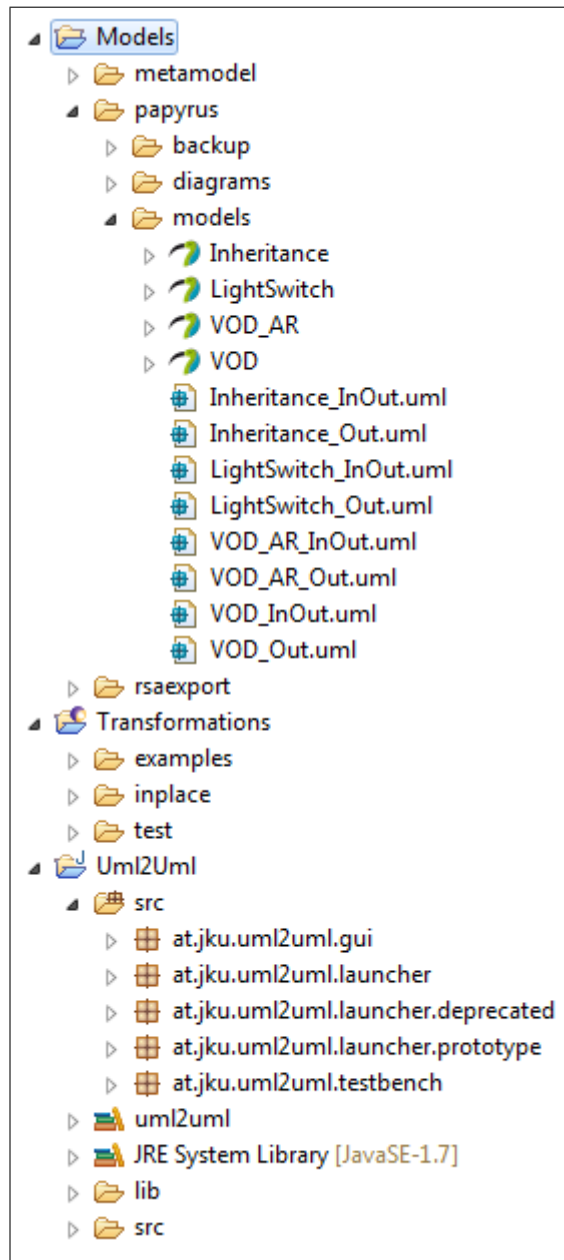 Models
metamodel
papyrus
backup
diagrams
models
Inheritance
LightSwitch
VOD_AR
VOD
Inheritance_InOut.uml
Inheritance_Out.uml
LightSwitch_InOut.uml
LightSwitch_Out.uml
VOD_AR_InOut.uml
VOD_AR_Out.uml
VOD_InOut.uml
VOD_Out.uml
rsaexport
Transformations
examples
inplace
test
Uml2Uml
src
at.jku.uml2uml.gui
at.jku.uml2uml.launcher
at.jku.uml2uml.launcher.deprecated
at.jku.uml2uml.launcher.prototype
at.jku.uml2uml.testbench
uml2uml
JRE System Library [JavaSE-1.7]
lib
src